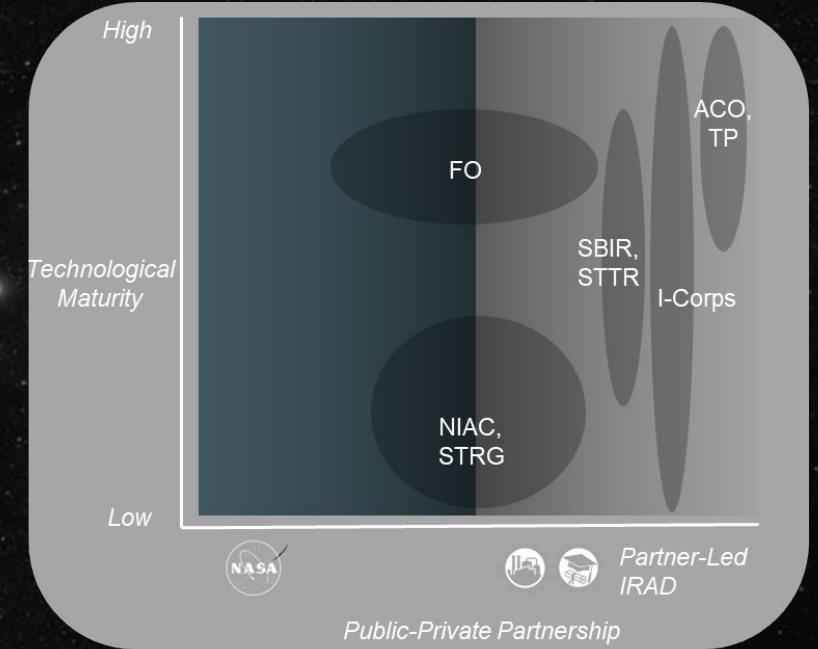 High
ACO,
TP
FO
SBIR,
STTR
Technological
Maturity
I-Corps
NIAC,
STRG
Low
NASA
Partner-Led
IRAD
Public-Private Partnership